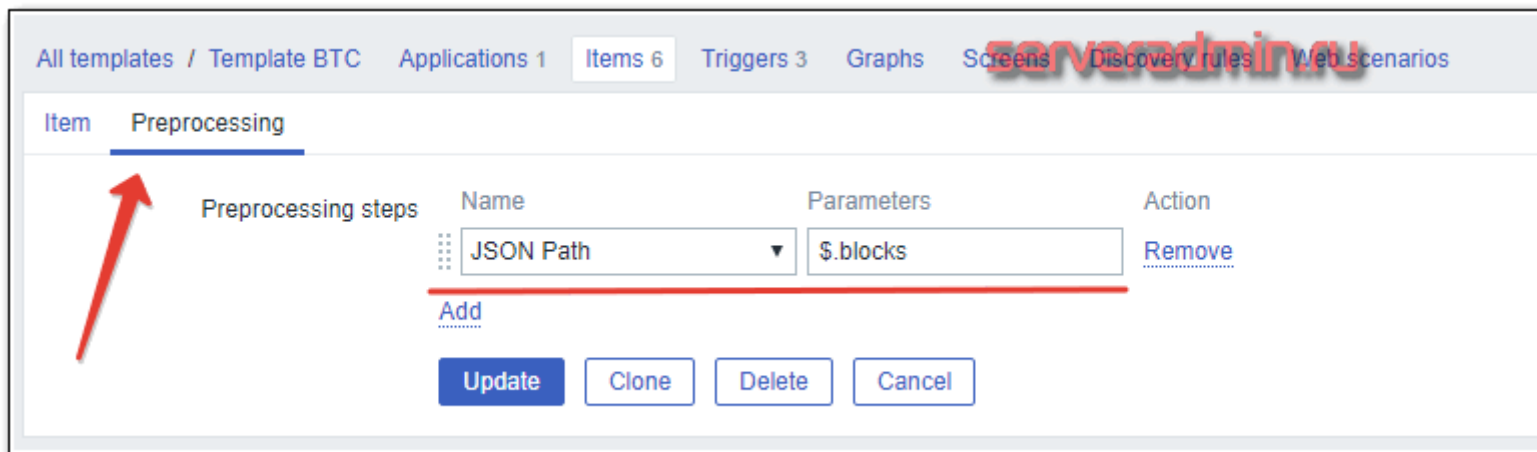 All templates / Template BTC Applications 1 Items 6 Triggers 3 Graphs Screens Discovery rules Web scenarios
serveradmin.ru
Item Preprocessing
Preprocessing steps Name Parameters Action
JSON Path $.blocks Remove
Add
Update Clone Delete Cancel